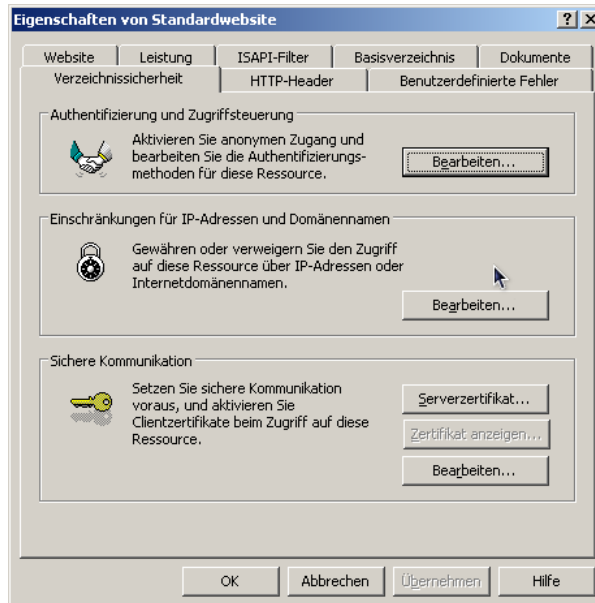 Eigenschaften von Standardwebsite
Website Leistung ISAPI-Filter Basisverzeichnis Dokumente
Verzeichnissicherheit HTTP-Header Benutzerdefinierte Fehler
Authentifizierung und Zugriffsteuerung
Aktivieren Sie anonymen Zugang und
bearbeiten Sie die Authentifizierungs-
methoden für diese Ressource.
Bearbeiten...
Einschränkungen für IP-Adressen und Domänennamen
Gewähren oder verweigern Sie den Zugriff
auf diese Ressource über IP-Adressen oder
Internetdomänennamen.
Bearbeiten...
Sichere Kommunikation
Setzen Sie sichere Kommunikation
voraus, und aktivieren Sie
Clientzertifikate beim Zugriff auf diese
Ressource.
Serverzertifikat...
Zertifikat anzeigen...
Bearbeiten...
OK Abbrechen Übernehmen Hilfe